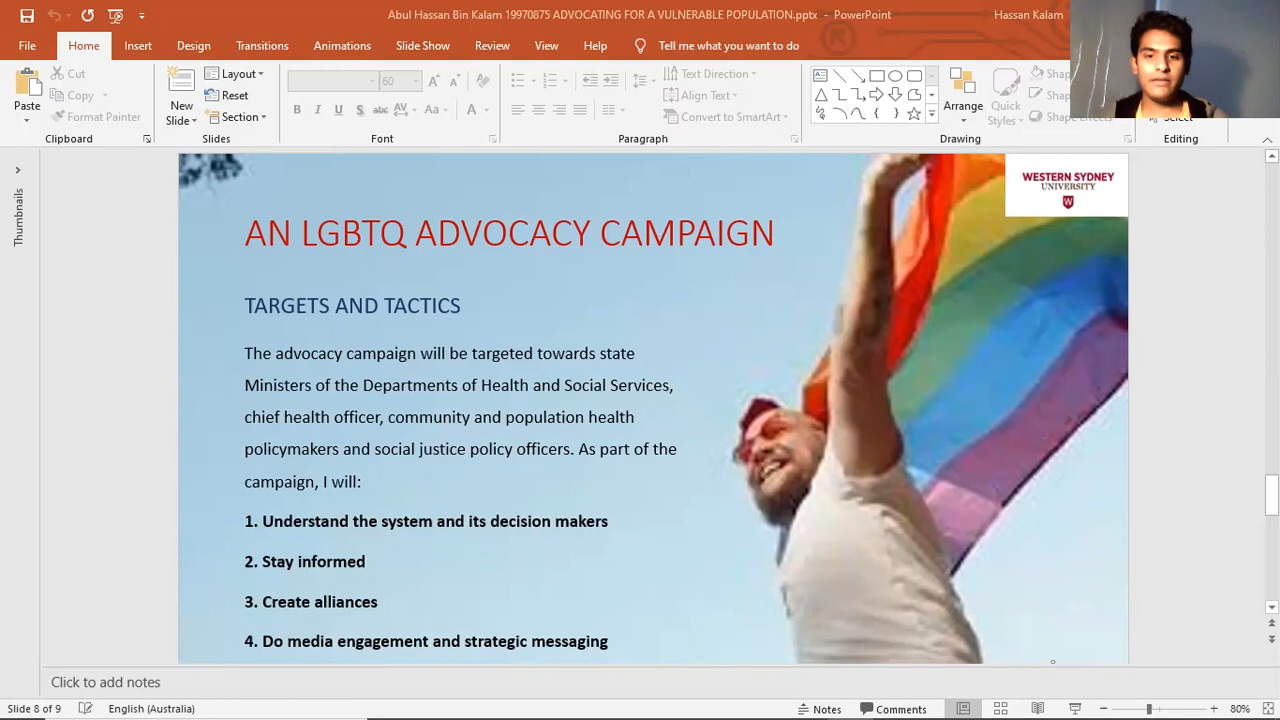 Abul Hassan Bin Kalam 19970875 ADVOCATING FOR A VULNERABLE POPULATION.pptx - PowerPoint
Hassan Kalam
File Home Insert Design Transitions Animations Slide Show Review View Help Tell me what you want to do
Paste
Cut
Copy
Format Painter
Clipboard
New Slide
Layout
Reset
Section
Slides
60
B I U S abc AV Aa A
Font
Text Direction
Align Text
Convert to SmartArt
Paragraph
Arrange
Quick Styles
Shape Effects
Drawing
Select
Editing
Thumbnails
WESTERN SYDNEY
UNIVERSITY
W
AN LGBTQ ADVOCACY CAMPAIGN
TARGETS AND TACTICS
The advocacy campaign will be targeted towards state
Ministers of the Departments of Health and Social Services,
chief health officer, community and population health
policymakers and social justice policy officers. As part of the
campaign, I will:
1. Understand the system and its decision makers
2. Stay informed
3. Create alliances
4. Do media engagement and strategic messaging
Click to add notes
Slide 8 of 9 English (Australia) Notes Comments 80%